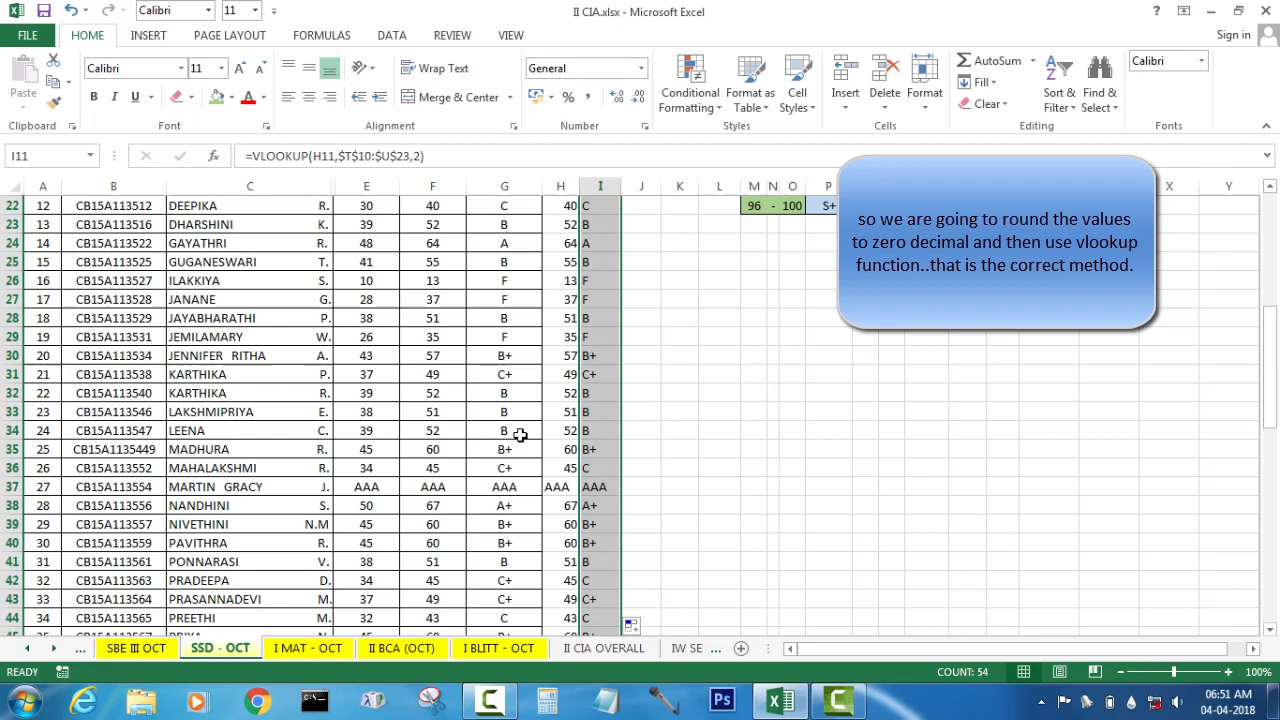 Calibri 11 II CIA.xlsx - Microsoft Excel ?
FILE HOME INSERT PAGE LAYOUT FORMULAS DATA REVIEW VIEW Sign in
Calibri 11 Wrap Text General AutoSum Calibri
Paste B I U A Merge & Center % , Conditional Formatting Format as Table Cell Styles Insert Delete Format Fill Clear Sort & Filter Find & Select
Clipboard Font Alignment Number Styles Cells Editing Fonts
I11 fx =VLOOKUP(H11,$T$10:$U$23,2)
A B C E F G H I J K L M N O P X Y
22 12 CB15A113512 DEEPIKA R. 30 40 C 40 C 96 - 100 S+
23 13 CB15A113516 DHARSHINI K. 39 52 B 52 B
24 14 CB15A113522 GAYATHRI R. 48 64 A 64 A
25 15 CB15A113525 GUGANESWARI T. 41 55 B 55 B
26 16 CB15A113527 ILAKKIYA S. 10 13 F 13 F
27 17 CB15A113528 JANANE G. 28 37 F 37 F
28 18 CB15A113529 JAYABHARATHI P. 38 51 B 51 B
29 19 CB15A113531 JEMILAMARY W. 26 35 F 35 F
30 20 CB15A113534 JENNIFER RITHA A. 43 57 B+ 57 B+
31 21 CB15A113538 KARTHIKA P. 37 49 C+ 49 C+
32 22 CB15A113540 KARTHIKA R. 39 52 B 52 B
33 23 CB15A113546 LAKSHMIPRIYA E. 38 51 B 51 B
34 24 CB15A113547 LEENA C. 39 52 B 52 B
35 25 CB15A1135449 MADHURA R. 45 60 B+ 60 B+
36 26 CB15A113552 MAHALAKSHMI R. 34 45 C+ 45 C
37 27 CB15A113554 MARTIN GRACY J. AAA AAA AAA AAA AAA
38 28 CB15A113556 NANDHINI S. 50 67 A+ 67 A+
39 29 CB15A113557 NIVETHINI N.M 45 60 B+ 60 B+
40 30 CB15A113559 PAVITHRA R. 45 60 B+ 60 B+
41 31 CB15A113561 PONNARASI V. 38 51 B 51 B
42 32 CB15A113563 PRADEEPA D. 34 45 C+ 45 C
43 33 CB15A113564 PRASANNADEVI M. 37 49 C+ 49 C+
44 34 CB15A113565 PREETHI M. 32 43 C 43 C
so we are going to round the values
to zero decimal and then use vlookup
function..that is the correct method.
... SBE III OCT SSD - OCT I MAT - OCT II BCA (OCT) I BLITT - OCT II CIA OVERALL IW SE ...
READY COUNT: 54 100%
Ps 06:51 AM
04-04-2018